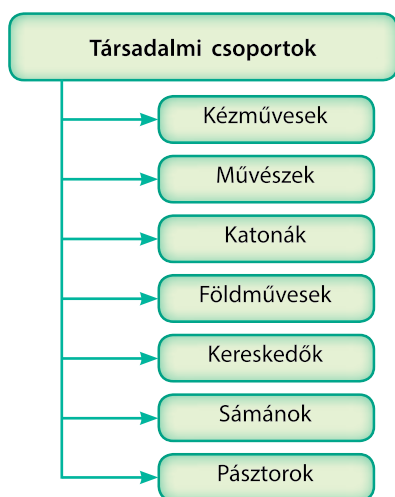 Társadalmi csoportok
Kézművesek
Művészek
Katonák
Földművesek
Kereskedők
Sámánok
Pásztorok